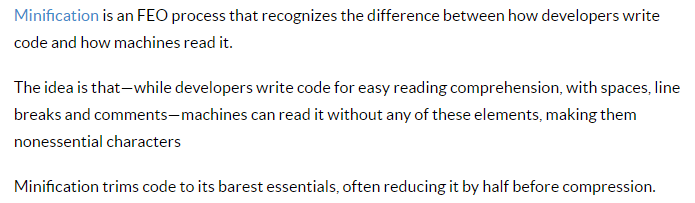 Minification is an FEO process that recognizes the difference between how developers write
code and how machines read it.
The idea is that—while developers write code for easy reading comprehension, with spaces, line
breaks and comments—machines can read it without any of these elements, making them
nonessential characters
Minification trims code to its barest essentials, often reducing it by half before compression.